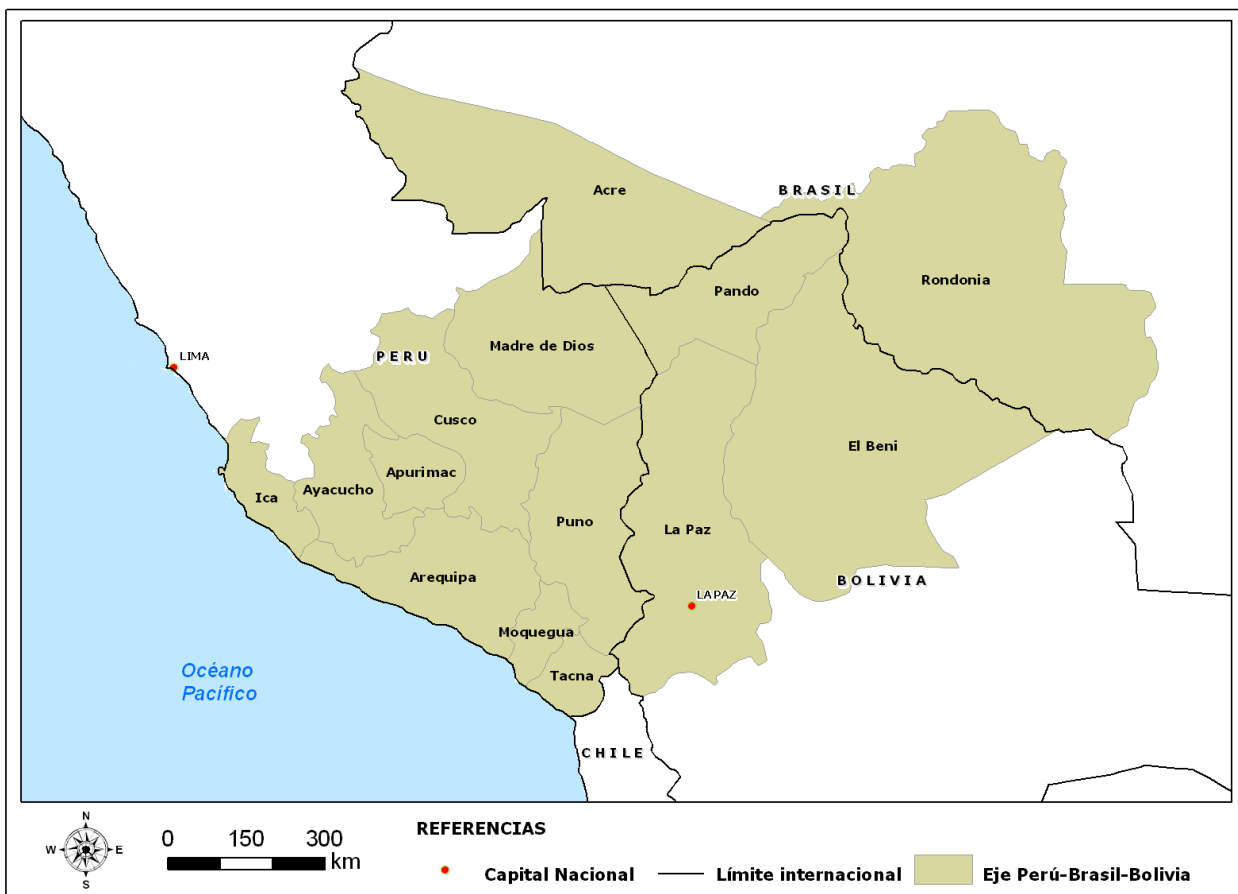 Acre
BRASIL
Rondonia
Pando
Madre de Dios
PERU
LIMA
Cusco
El Beni
Apurimac
Ayacucho
Ica
Puno
La Paz
Arequipa
BOLIVIA
LA PAZ
Moquegua
Tacna
Océano
Pacífico
CHILE
N
W
E
S
0 150 300
km
REFERENCIAS
Capital Nacional
Límite internacional
Eje Perú-Brasil-Bolivia